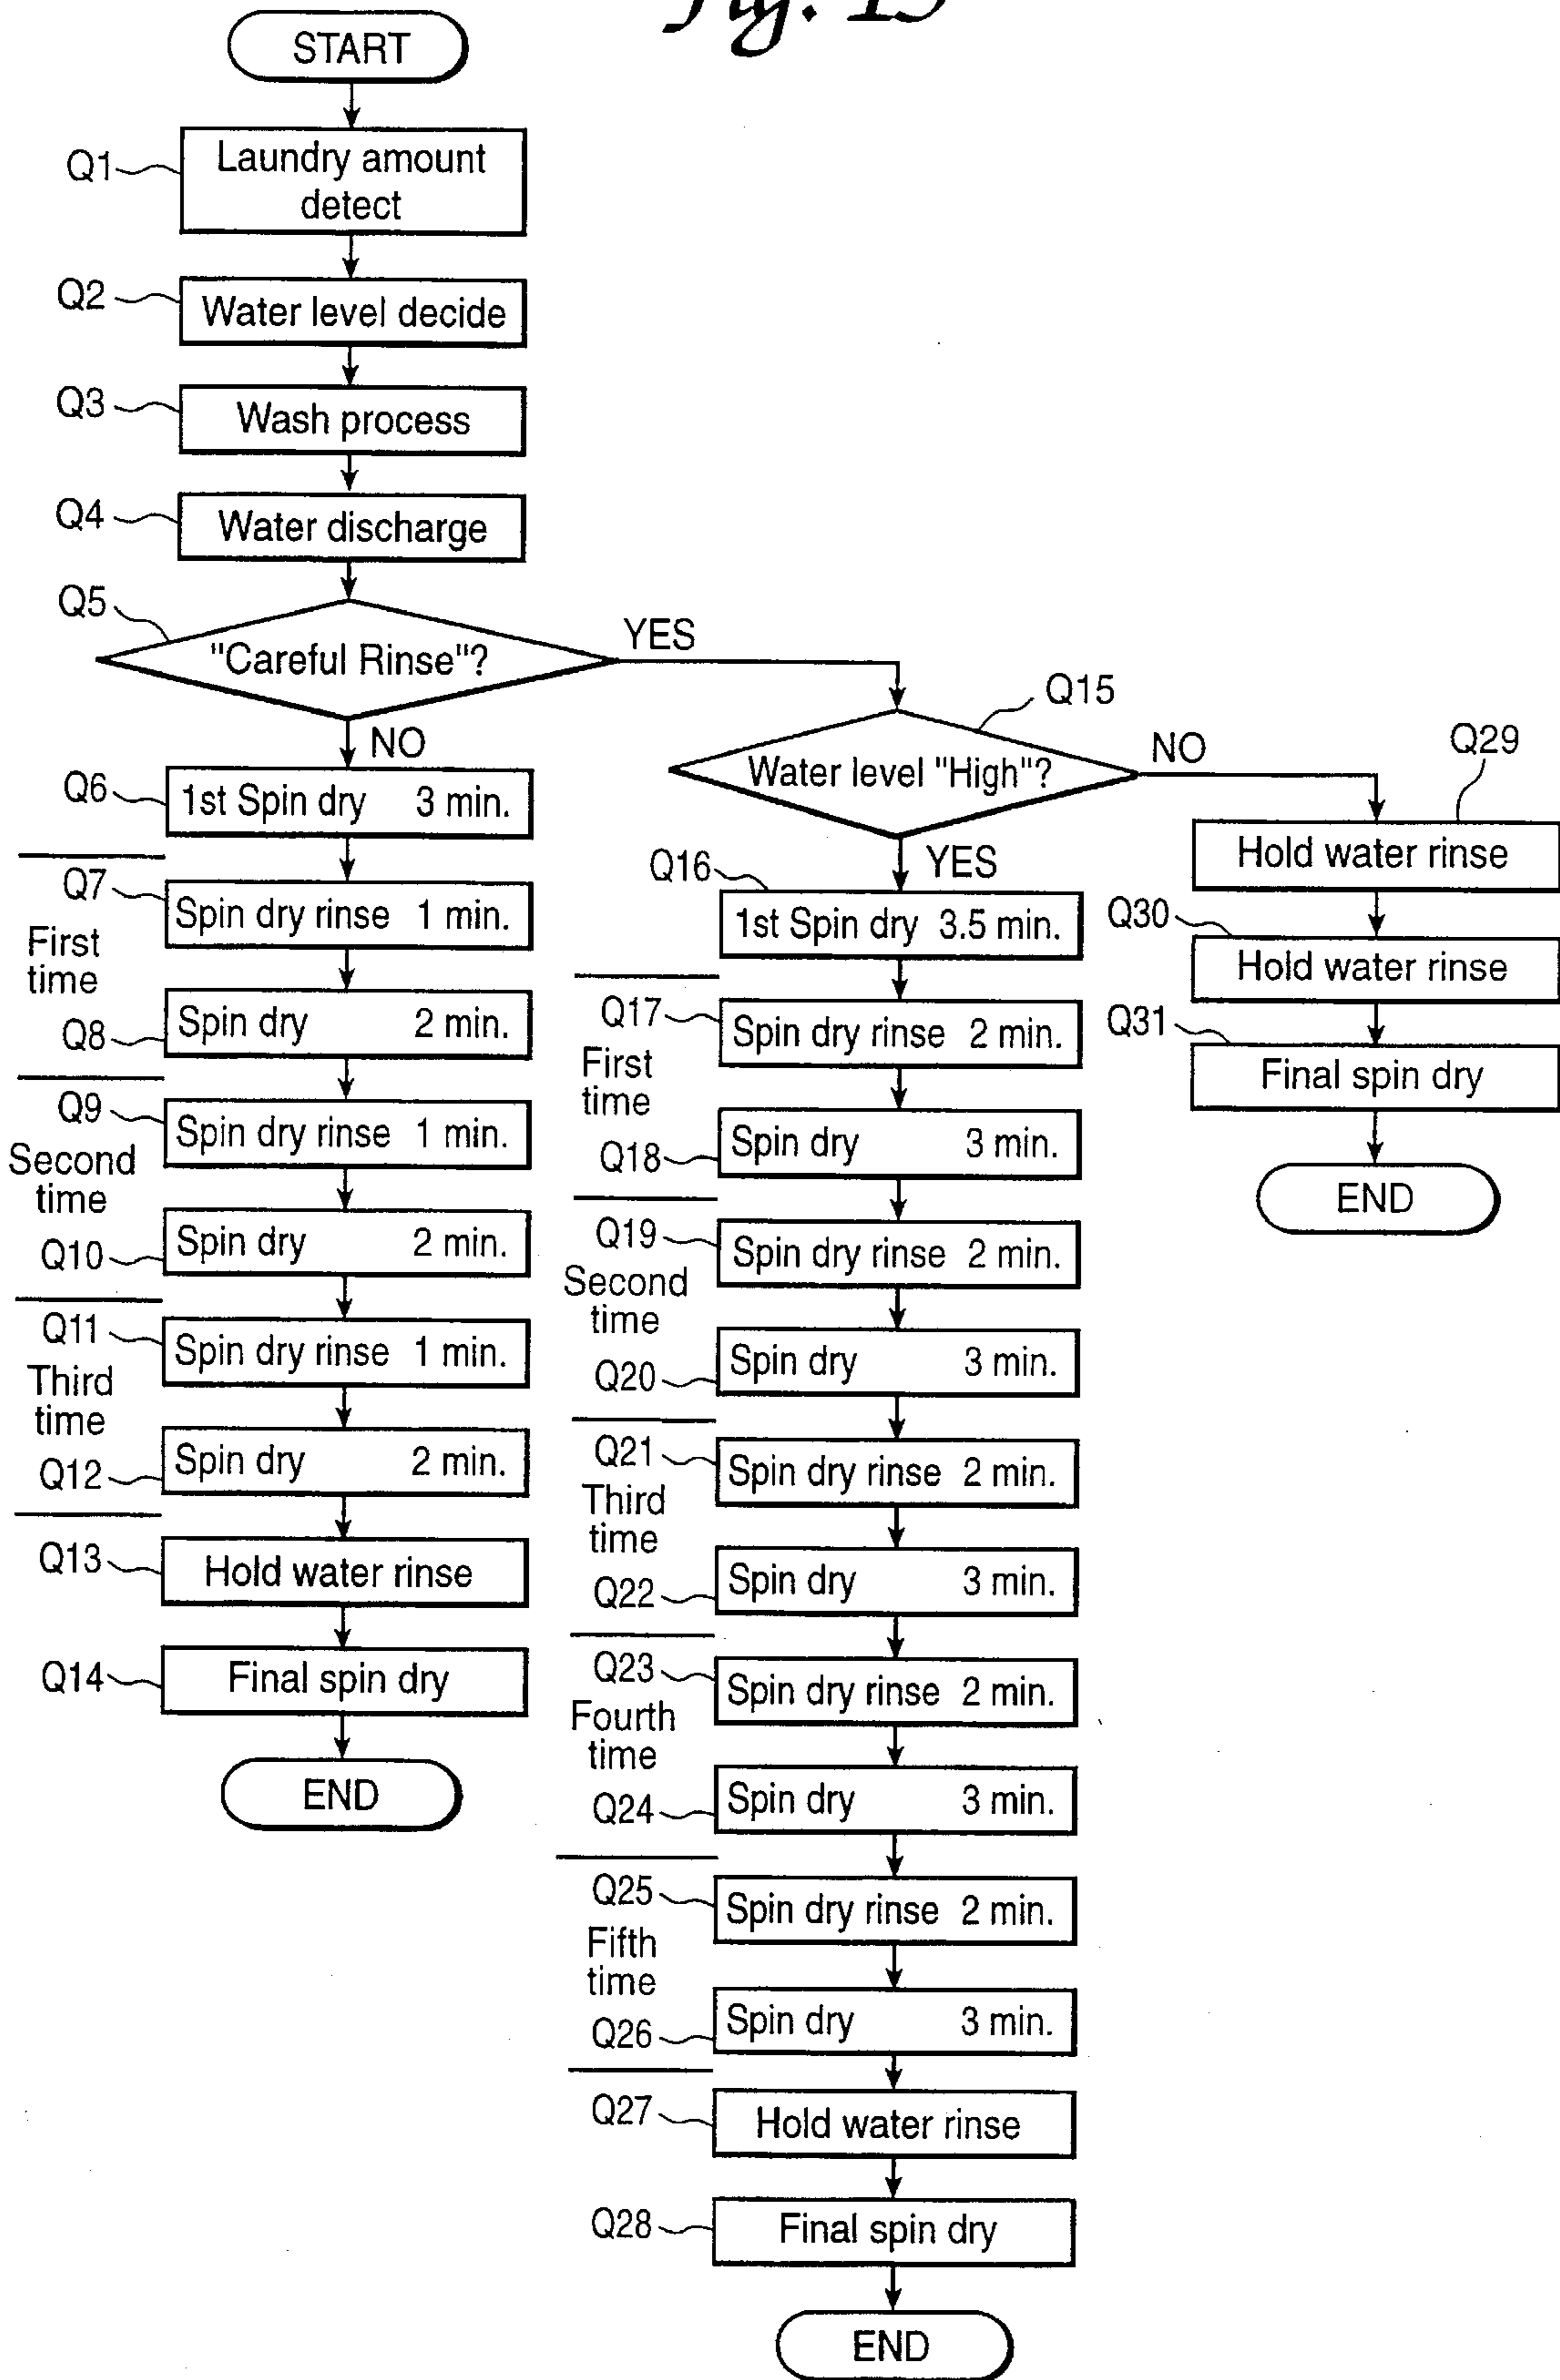 Fig. 13
START
Q1
Laundry amount
detect
Q2
Water level decide
Q3
Wash process
Q4
Water discharge
Q5
"Careful Rinse"?
YES
NO
Q6
1st Spin dry 3 min.
First
time
Q7
Spin dry rinse 1 min.
Q8
Spin dry 2 min.
Second
time
Q9
Spin dry rinse 1 min.
Q10
Spin dry 2 min.
Third
time
Q11
Spin dry rinse 1 min.
Q12
Spin dry 2 min.
Q13
Hold water rinse
Q14
Final spin dry
END
Q15
Water level "High"?
NO
YES
Q16
1st Spin dry 3.5 min.
First
time
Q17
Spin dry rinse 2 min.
Q18
Spin dry 3 min.
Second
time
Q19
Spin dry rinse 2 min.
Q20
Spin dry 3 min.
Third
time
Q21
Spin dry rinse 2 min.
Q22
Spin dry 3 min.
Fourth
time
Q23
Spin dry rinse 2 min.
Q24
Spin dry 3 min.
Fifth
time
Q25
Spin dry rinse 2 min.
Q26
Spin dry 3 min.
Q27
Hold water rinse
Q28
Final spin dry
END
Q29
Hold water rinse
Q30
Hold water rinse
Q31
Final spin dry
END